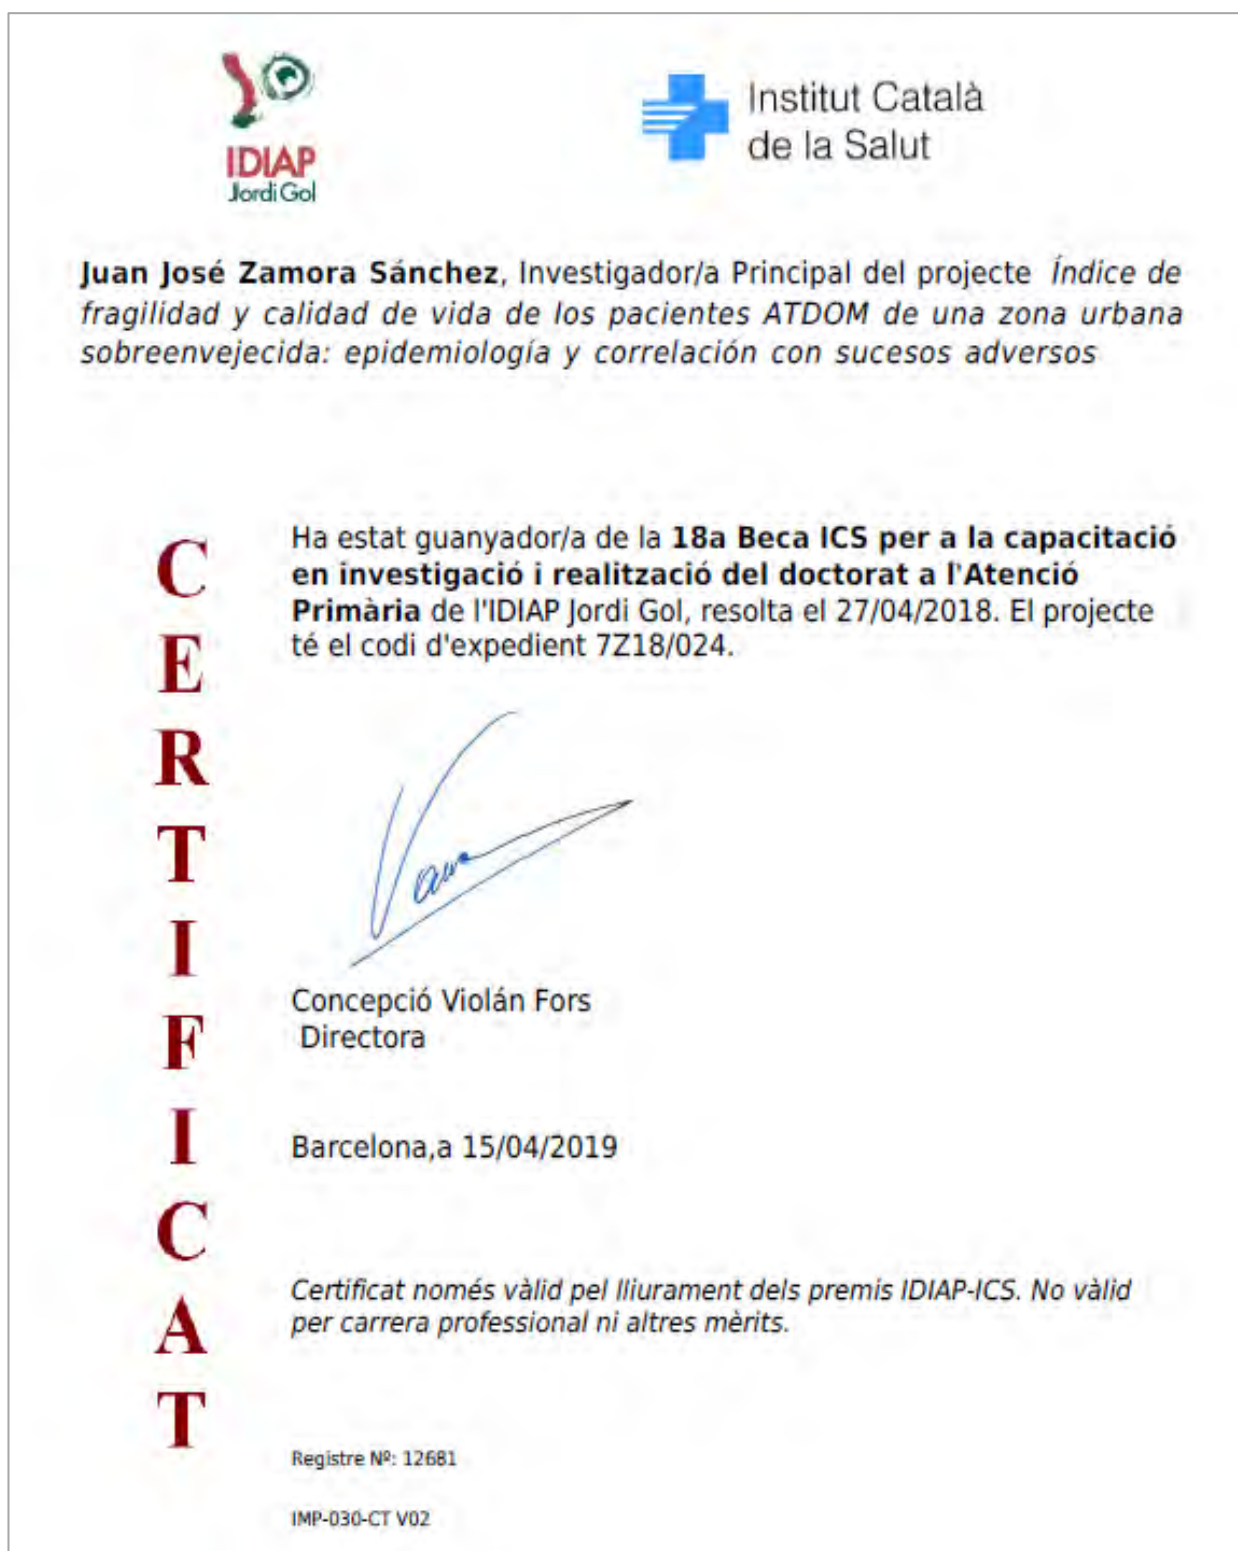 IDIAP
Jordi Gol
Institut Català
de la Salut
Juan José Zamora Sánchez, Investigador/a Principal del projecte Índice de
fragilidad y calidad de vida de los pacientes ATDOM de una zona urbana
sobreenvejecida: epidemiología y correlación con sucesos adversos
CERTIFICAT
Ha estat guanyador/a de la 18a Beca ICS per a la capacitació
en investigació i realització del doctorat a l'Atenció
Primària de l'IDIAP Jordi Gol, resolta el 27/04/2018. El projecte
té el codi d'expedient 7Z18/024.
Concepció Violán Fors
Directora
Barcelona,a 15/04/2019
Certificat només vàlid pel lliurament dels premis IDIAP-ICS. No vàlid
per carrera professional ni altres mèrits.
Registre Nº: 12681
IMP-030-CT V02